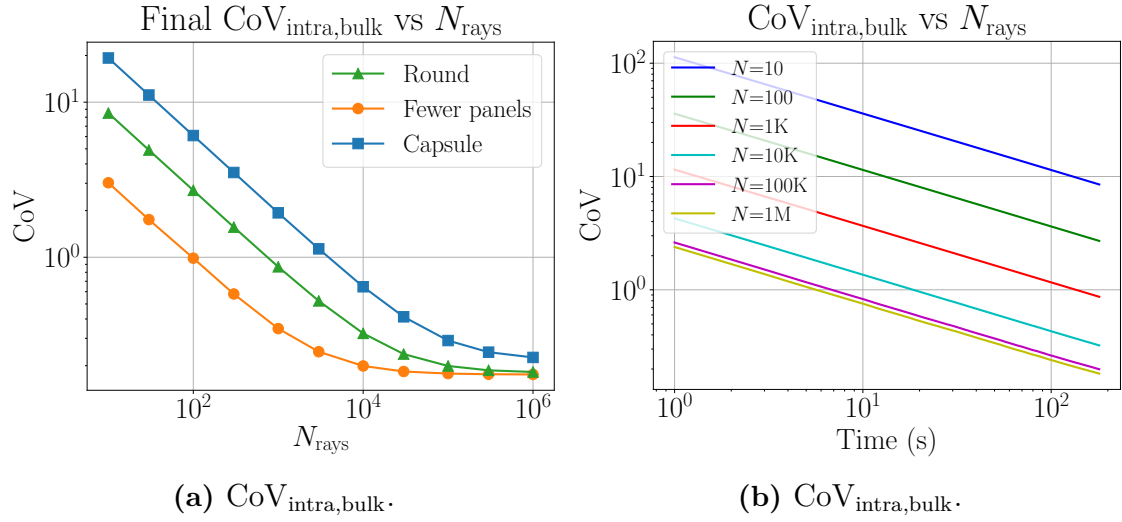 Final CoV_intra,bulk vs N_rays
CoV
10^1
10^0
Round
Fewer panels
Capsule
10^2
10^4
10^6
N_rays
(a) CoV_intra,bulk.
CoV_intra,bulk vs N_rays
CoV
10^2
10^1
10^0
N=10
N=100
N=1K
N=10K
N=100K
N=1M
10^0
10^1
10^2
Time (s)
(b) CoV_intra,bulk.